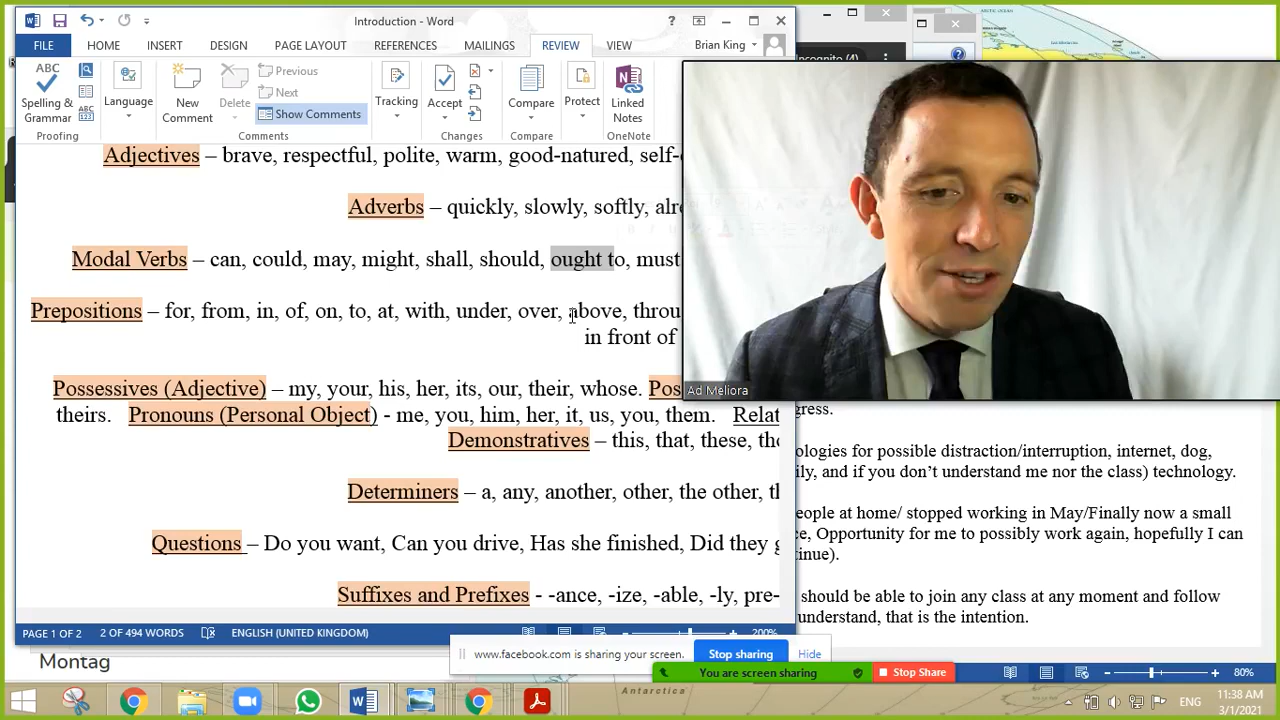 Introduction - Word
FILE HOME INSERT DESIGN PAGE LAYOUT REFERENCES MAILINGS REVIEW VIEW Brian King
Incognito (4)
ABC
Spelling & Grammar
Language
New Comment
Delete
Previous
Next
Show Comments
Tracking
Accept
Compare
Protect
Linked Notes
Proofing Comments Changes Compare OneNote
Adjectives – brave, respectful, polite, warm, good-natured, self-
Adverbs – quickly, slowly, softly,
Modal Verbs – can, could, may, might, shall, should, ought to, must
Prepositions – for, from, in, of, on, to, at, with, under, over, above, throu
in front of
Possessives (Adjective) – my, your, his, her, its, our, their, whose. Pos
theirs. Pronouns (Personal Object) - me, you, him, her, it, us, you, them. Relat
Demonstratives – this, that, these, tho
Determiners – a, any, another, other, the other, th
Questions – Do you want, Can you drive, Has she finished, Did they g
Suffixes and Prefixes - -ance, -ize, -able, -ly, pre-
Ad Meliora
gress.
ologies for possible distraction/interruption, internet, dog,
ily, and if you don't understand me nor the class) technology.
eople at home/ stopped working in May/Finally now a small
ce, Opportunity for me to possibly work again, hopefully I can
tinue).
should be able to join any class at any moment and follow
understand, that is the intention.
PAGE 1 OF 2 2 OF 494 WORDS ENGLISH (UNITED KINGDOM) 200%
www.facebook.com is sharing your screen. Stop sharing Hide
Montag
You are screen sharing Stop Share
80%
Antarctica
ENG
11:38 AM
3/1/2021
ARCTIC OCEAN